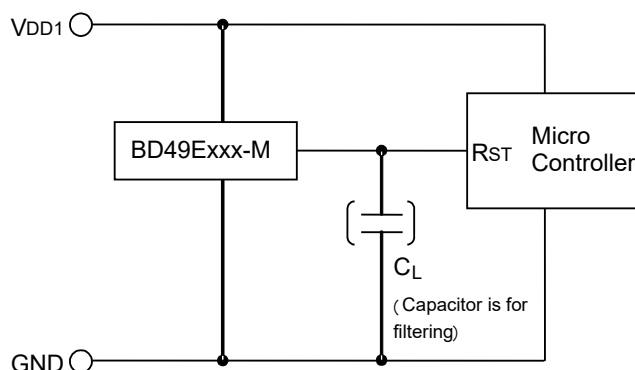 VDD1
BD49Exxx-M
RST
Micro
Controller
CL
(Capacitor is for
filtering)
GND